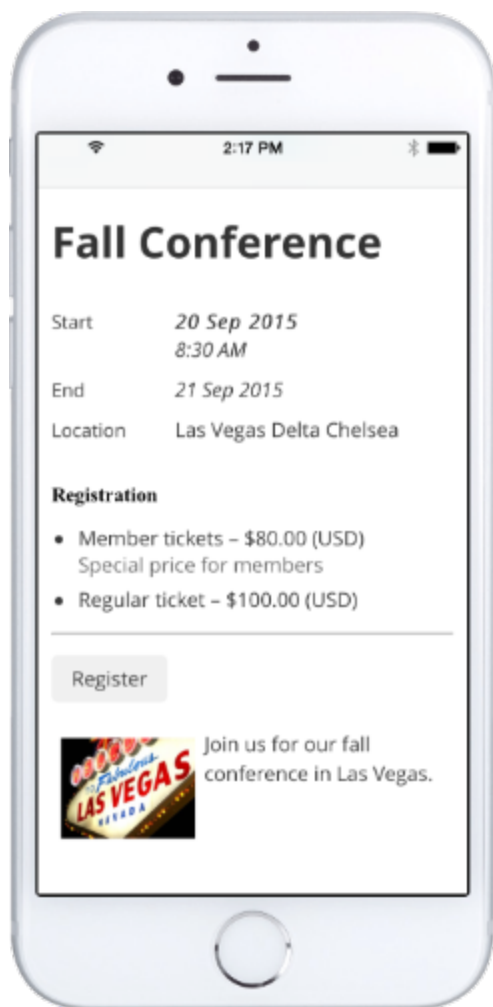 2:17 PM
Fall Conference
Start 20 Sep 2015
8:30 AM
End 21 Sep 2015
Location Las Vegas Delta Chelsea
Registration
• Member tickets – $80.00 (USD)
Special price for members
• Regular ticket – $100.00 (USD)
Register
Join us for our fall
conference in Las Vegas.
TO Fabulous
LAS VEGAS
NEVADA